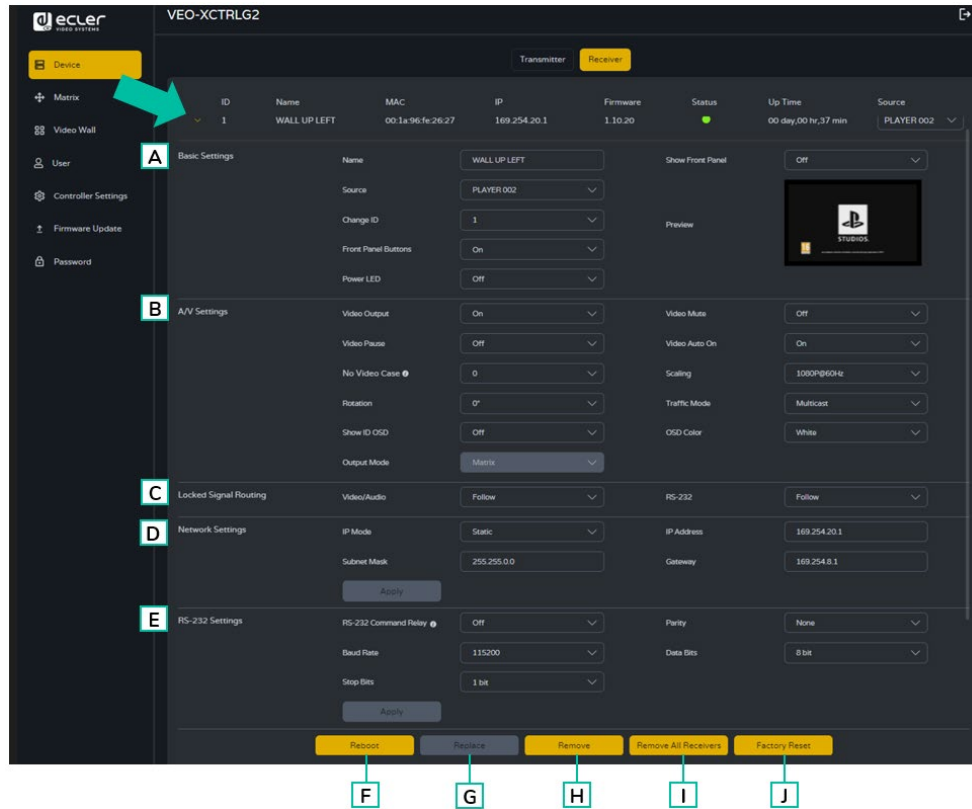 ecler
VIDEO SYSTEMS
VEO-XCTRLG2
Device
Matrix
Video Wall
User
Controller Settings
Firmware Update
Password
Transmitter Receiver
ID Name MAC IP Firmware Status Up Time Source
1 WALL UP LEFT 00:1a:96:fe:26:27 169.254.20.1 1.10.20 00 day,00 hr,37 min PLAYER 002
A Basic Settings Name WALL UP LEFT Show Front Panel Off
Source PLAYER 002
Change ID 1 Preview
STUDIOS
Front Panel Buttons On
Power LED Off
B A/V Settings Video Output On Video Mute Off
Video Pause Off Video Auto On On
No Video Case 0 Scaling 1080P@60Hz
Rotation 0° Traffic Mode Multicast
Show ID OSD Off OSD Color White
Output Mode Matrix
C Locked Signal Routing Video/Audio Follow RS-232 Follow
D Network Settings IP Mode Static IP Address 169.254.20.1
Subnet Mask 255.255.0.0 Gateway 169.254.8.1
Apply
E RS-232 Settings RS-232 Command Relay Off Parity None
Baud Rate 115200 Data Bits 8 bit
Stop Bits 1 bit
Apply
Reboot Replace Remove Remove All Receivers Factory Reset
F G H I J